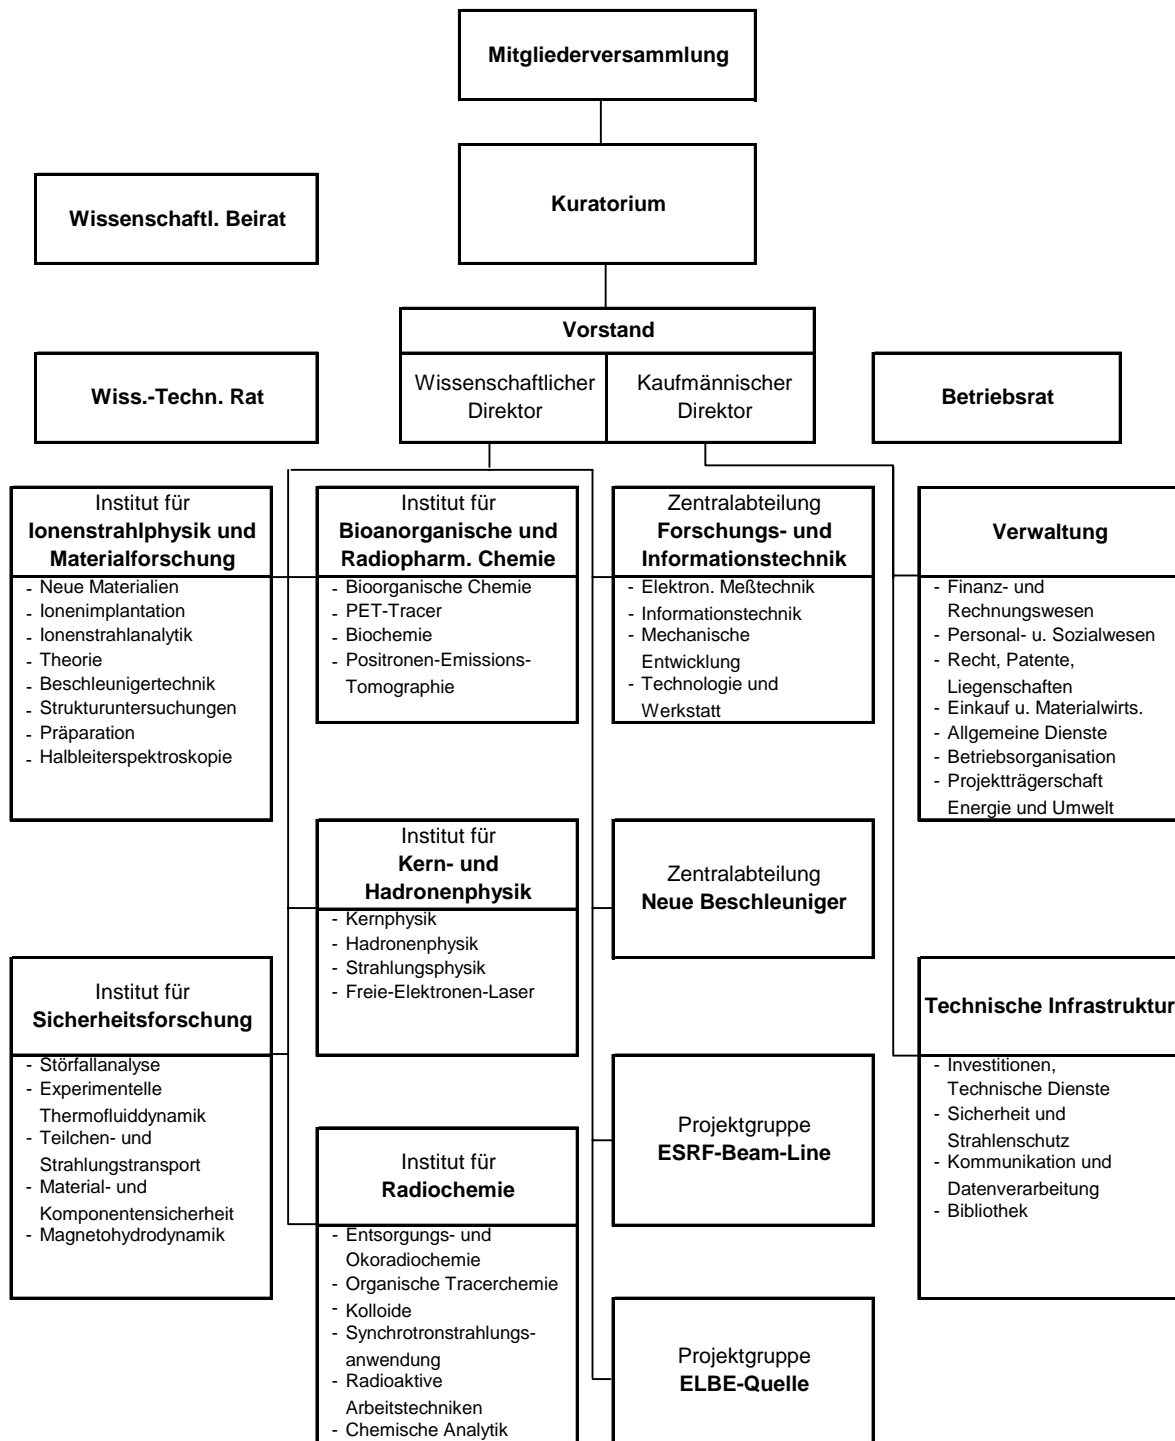 Mitgliederversammlung
Kuratorium
Wissenschaftl. Beirat
Vorstand
Wissenschaftlicher
Direktor
Kaufmännischer
Direktor
Wiss.-Techn. Rat
Betriebsrat
Institut für
Ionenstrahlphysik und
Materialforschung
- Neue Materialien
- Ionenimplantation
- Ionenstrahlanalytik
- Theorie
- Beschleunigertechnik
- Strukturuntersuchungen
- Präparation
- Halbleiterspektroskopie
Institut für
Bioanorganische und
Radiopharm. Chemie
- Bioorganische Chemie
- PET-Tracer
- Biochemie
- Positronen-Emissions-
Tomographie
Zentralabteilung
Forschungs- und
Informationstechnik
- Elektron. Meßtechnik
- Informationstechnik
- Mechanische
Entwicklung
- Technologie und
Werkstatt
Verwaltung
- Finanz- und
Rechnungswesen
- Personal- u. Sozialwesen
- Recht, Patente,
Liegenschaften
- Einkauf u. Materialwirts.
- Allgemeine Dienste
- Betriebsorganisation
- Projektträgerschaft
Energie und Umwelt
Institut für
Kern- und
Hadronenphysik
- Kernphysik
- Hadronenphysik
- Strahlungsphysik
- Freie-Elektronen-Laser
Zentralabteilung
Neue Beschleuniger
Institut für
Sicherheitsforschung
- Störfallanalyse
- Experimentelle
Thermofluiddynamik
- Teilchen- und
Strahlungstransport
- Material- und
Komponentensicherheit
- Magnetohydrodynamik
Technische Infrastruktur
- Investitionen,
Technische Dienste
- Sicherheit und
Strahlenschutz
- Kommunikation und
Datenverarbeitung
- Bibliothek
Projektgruppe
ESRF-Beam-Line
Institut für
Radiochemie
- Entsorgungs- und
Okoradiochemie
- Organische Tracerchemie
- Kolloide
- Synchrotronstrahlungs-
anwendung
- Radioaktive
Arbeitstechniken
- Chemische Analytik
Projektgruppe
ELBE-Quelle